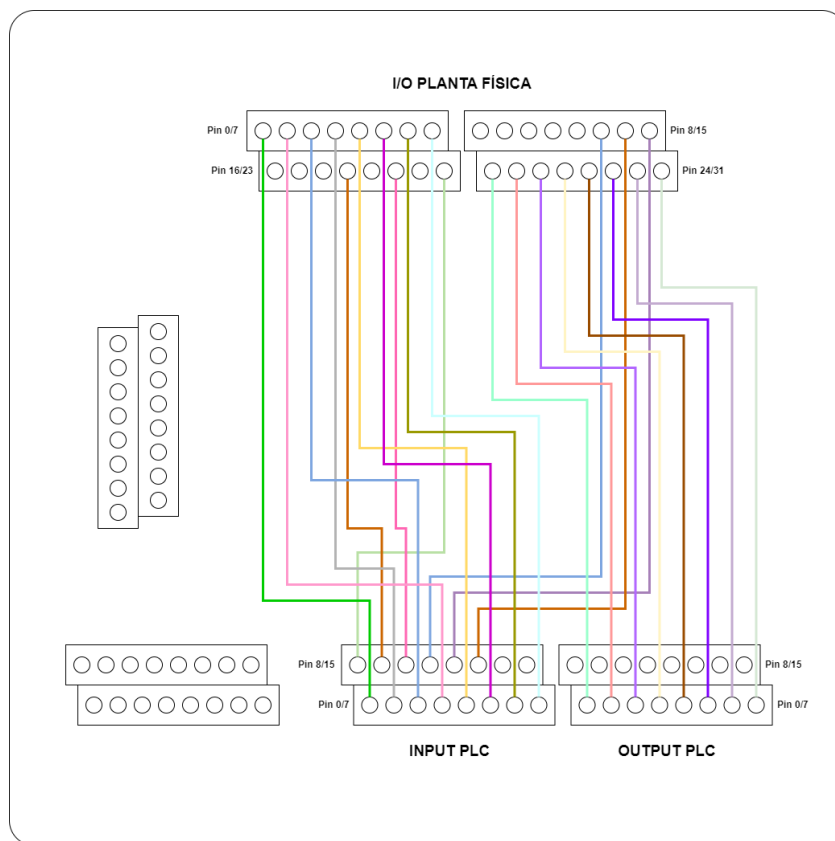 I/O PLANTA FÍSICA
Pin 0/7
Pin 8/15
Pin 16/23
Pin 24/31
Pin 8/15
Pin 8/15
Pin 0/7
Pin 0/7
INPUT PLC
OUTPUT PLC